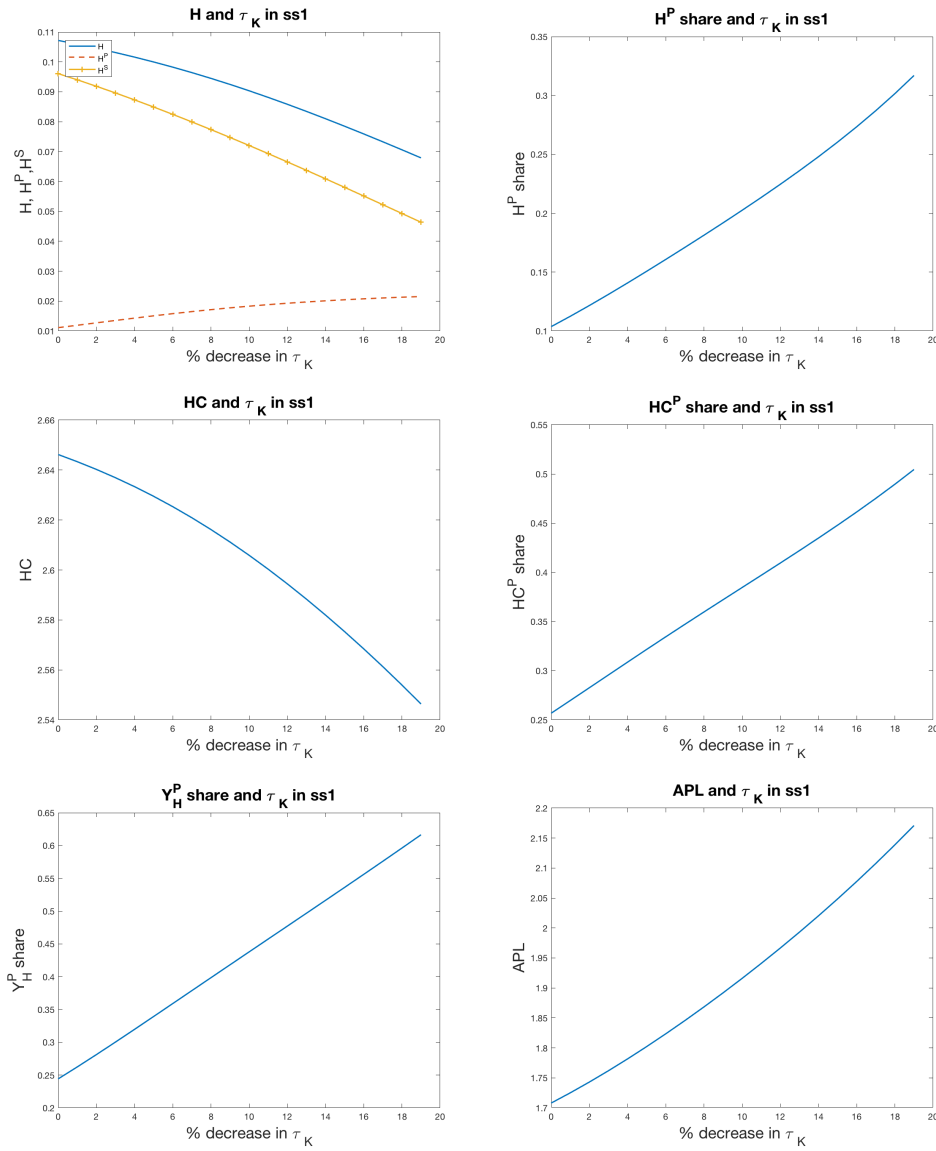 H and τ K in ss1
H, H^P, H^S
0.11
0.1
0.09
0.08
0.07
0.06
0.05
0.04
0.03
0.02
0.01
H
H^P
H^S
0 2 4 6 8 10 12 14 16 18 20
% decrease in τ K
H^P share and τ K in ss1
H^P share
0.35
0.3
0.25
0.2
0.15
0.1
0 2 4 6 8 10 12 14 16 18 20
% decrease in τ K
HC and τ K in ss1
HC
2.66
2.64
2.62
2.6
2.58
2.56
2.54
0 2 4 6 8 10 12 14 16 18 20
% decrease in τ K
HC^P share and τ K in ss1
HC^P share
0.55
0.5
0.45
0.4
0.35
0.3
0.25
0 2 4 6 8 10 12 14 16 18 20
% decrease in τ K
Y_H^P share and τ K in ss1
Y_H^P share
0.65
0.6
0.55
0.5
0.45
0.4
0.35
0.3
0.25
0.2
0 2 4 6 8 10 12 14 16 18 20
% decrease in τ K
APL and τ K in ss1
APL
2.2
2.15
2.1
2.05
2
1.95
1.9
1.85
1.8
1.75
1.7
0 2 4 6 8 10 12 14 16 18 20
% decrease in τ K